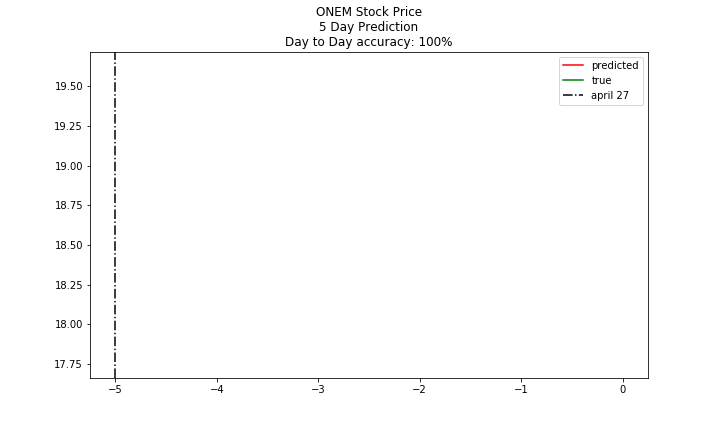 ONEM Stock Price
5 Day Prediction
Day to Day accuracy: 100%
predicted
true
april 27
19.50
19.25
19.00
18.75
18.50
18.25
18.00
17.75
−5 −4 −3 −2 −1 0